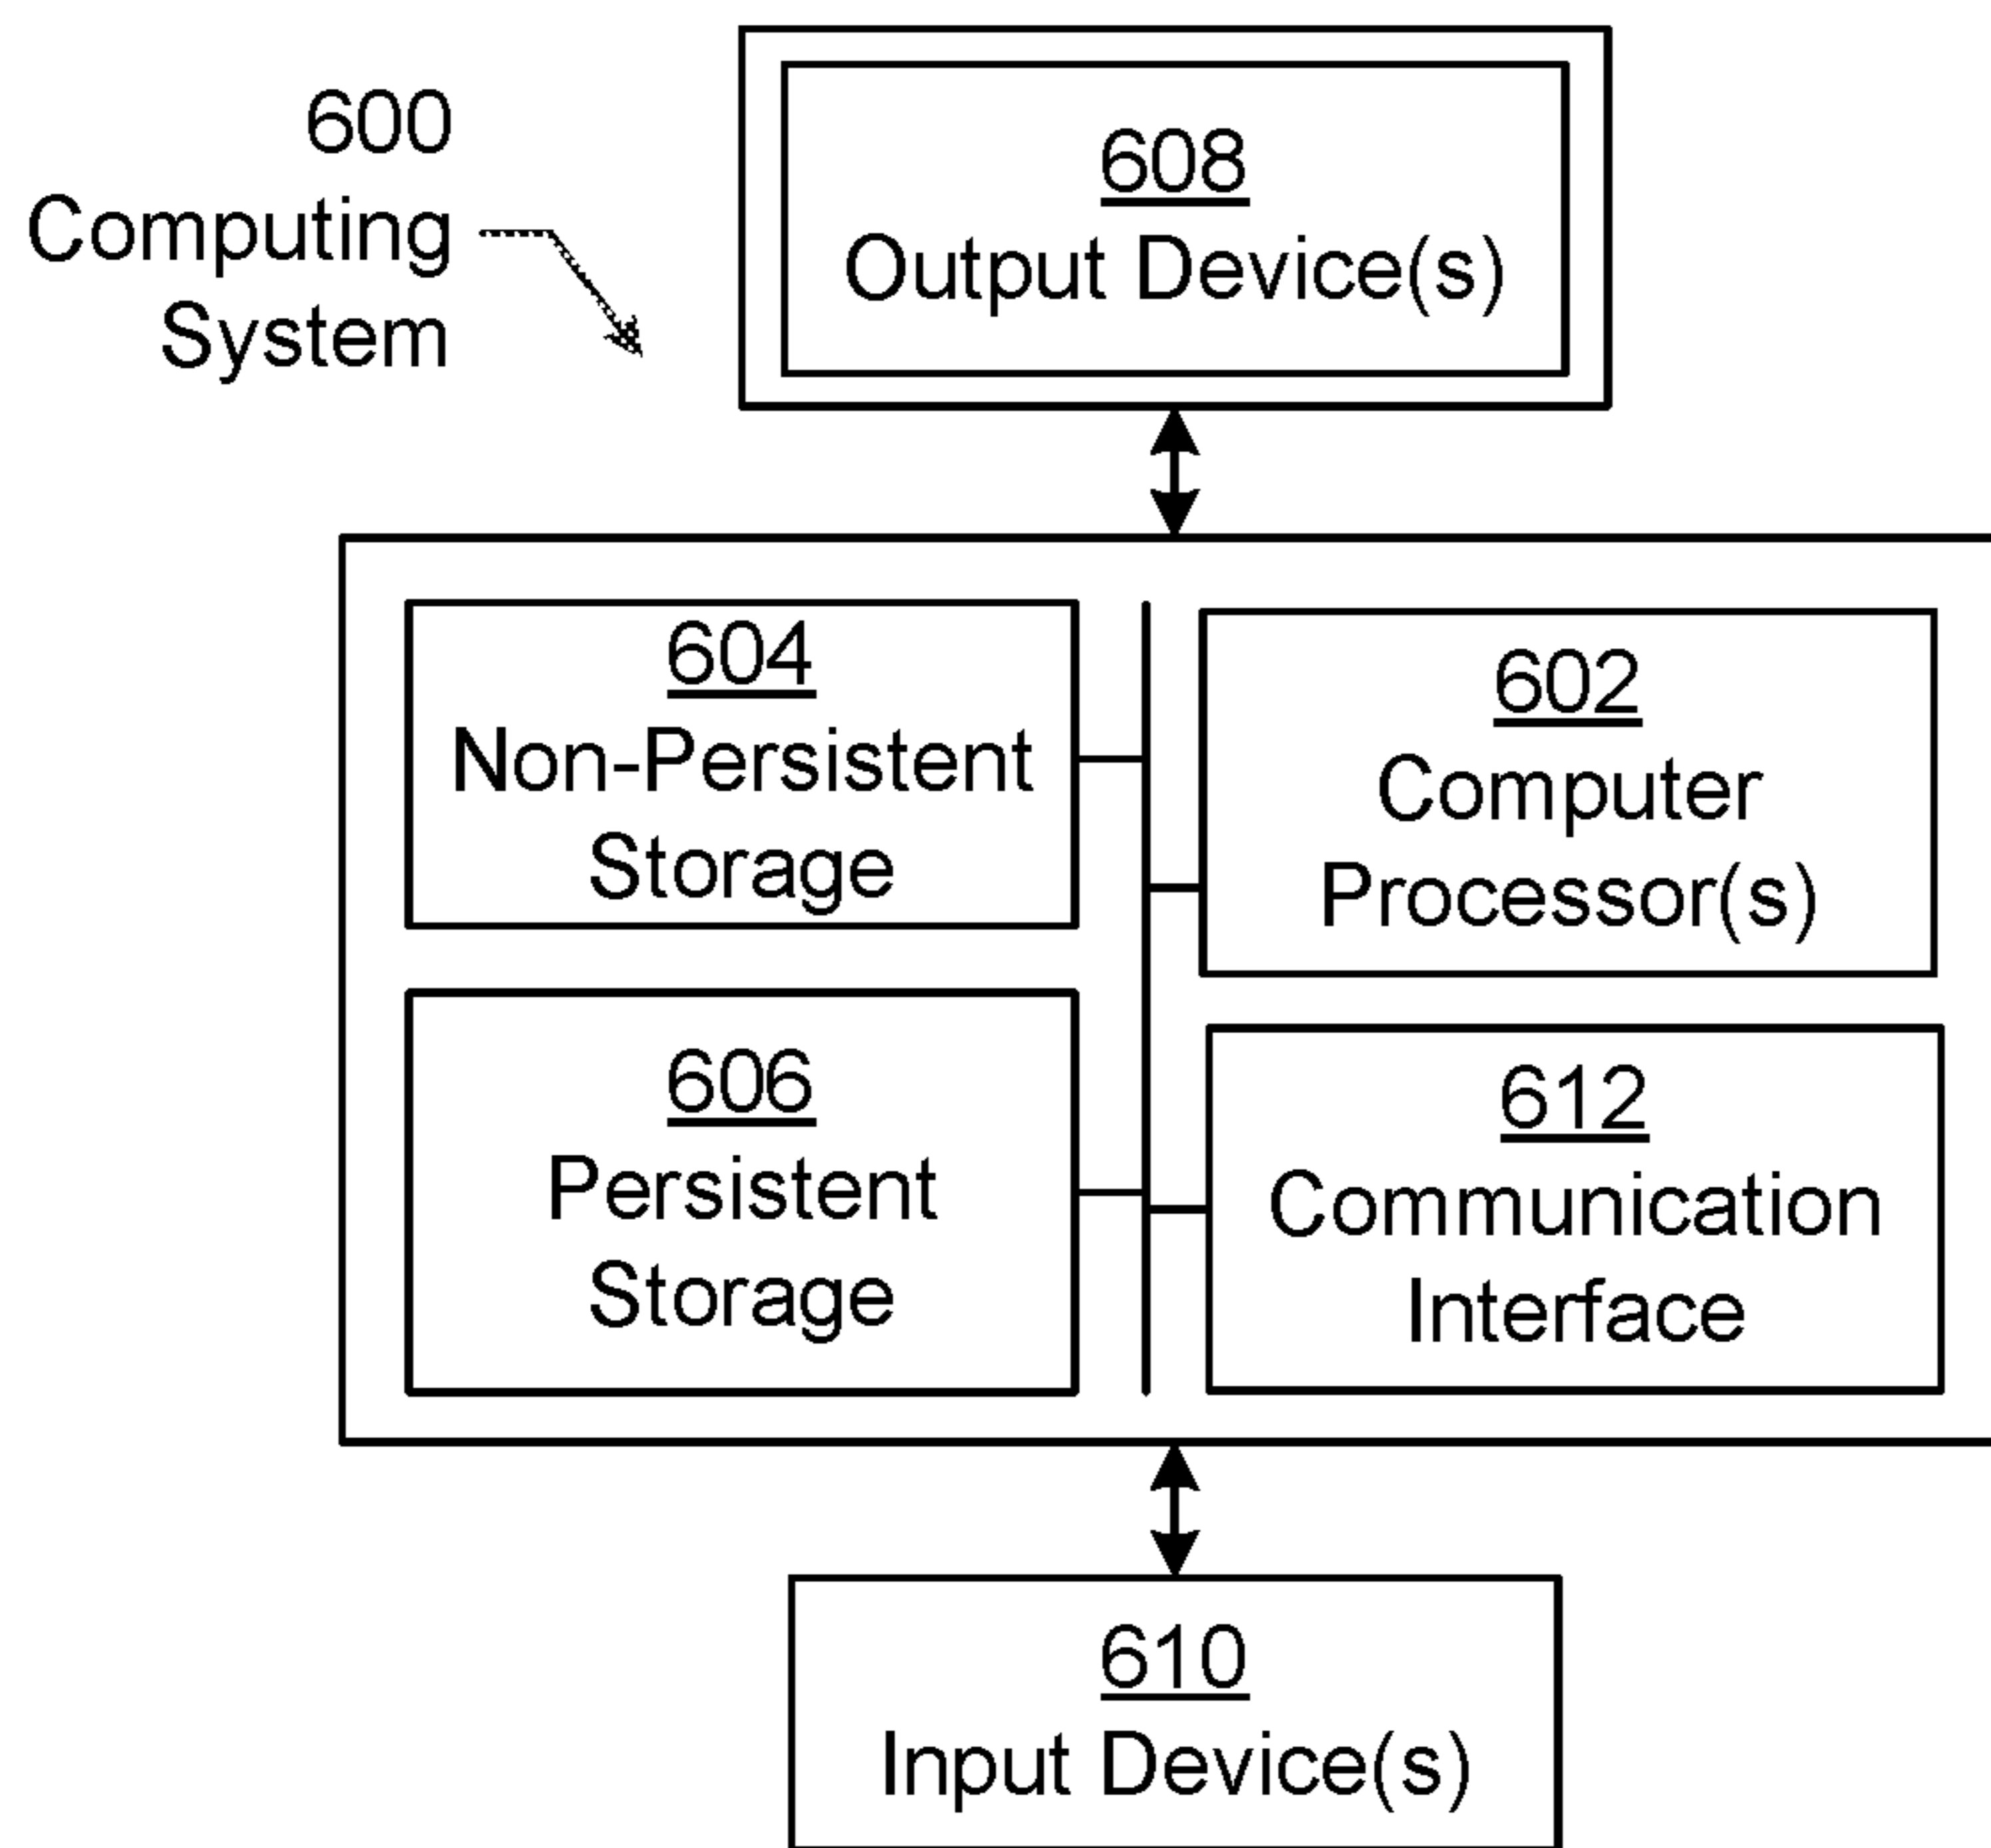 600
Computing
System
608
Output Device(s)
604
Non-Persistent
Storage
602
Computer
Processor(s)
606
Persistent
Storage
612
Communication
Interface
610
Input Device(s)